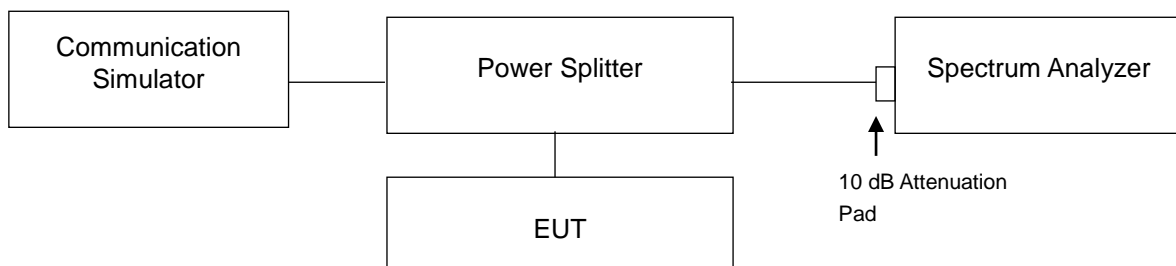 Communication
Simulator
Power Splitter
Spectrum Analyzer
10 dB Attenuation
Pad
EUT